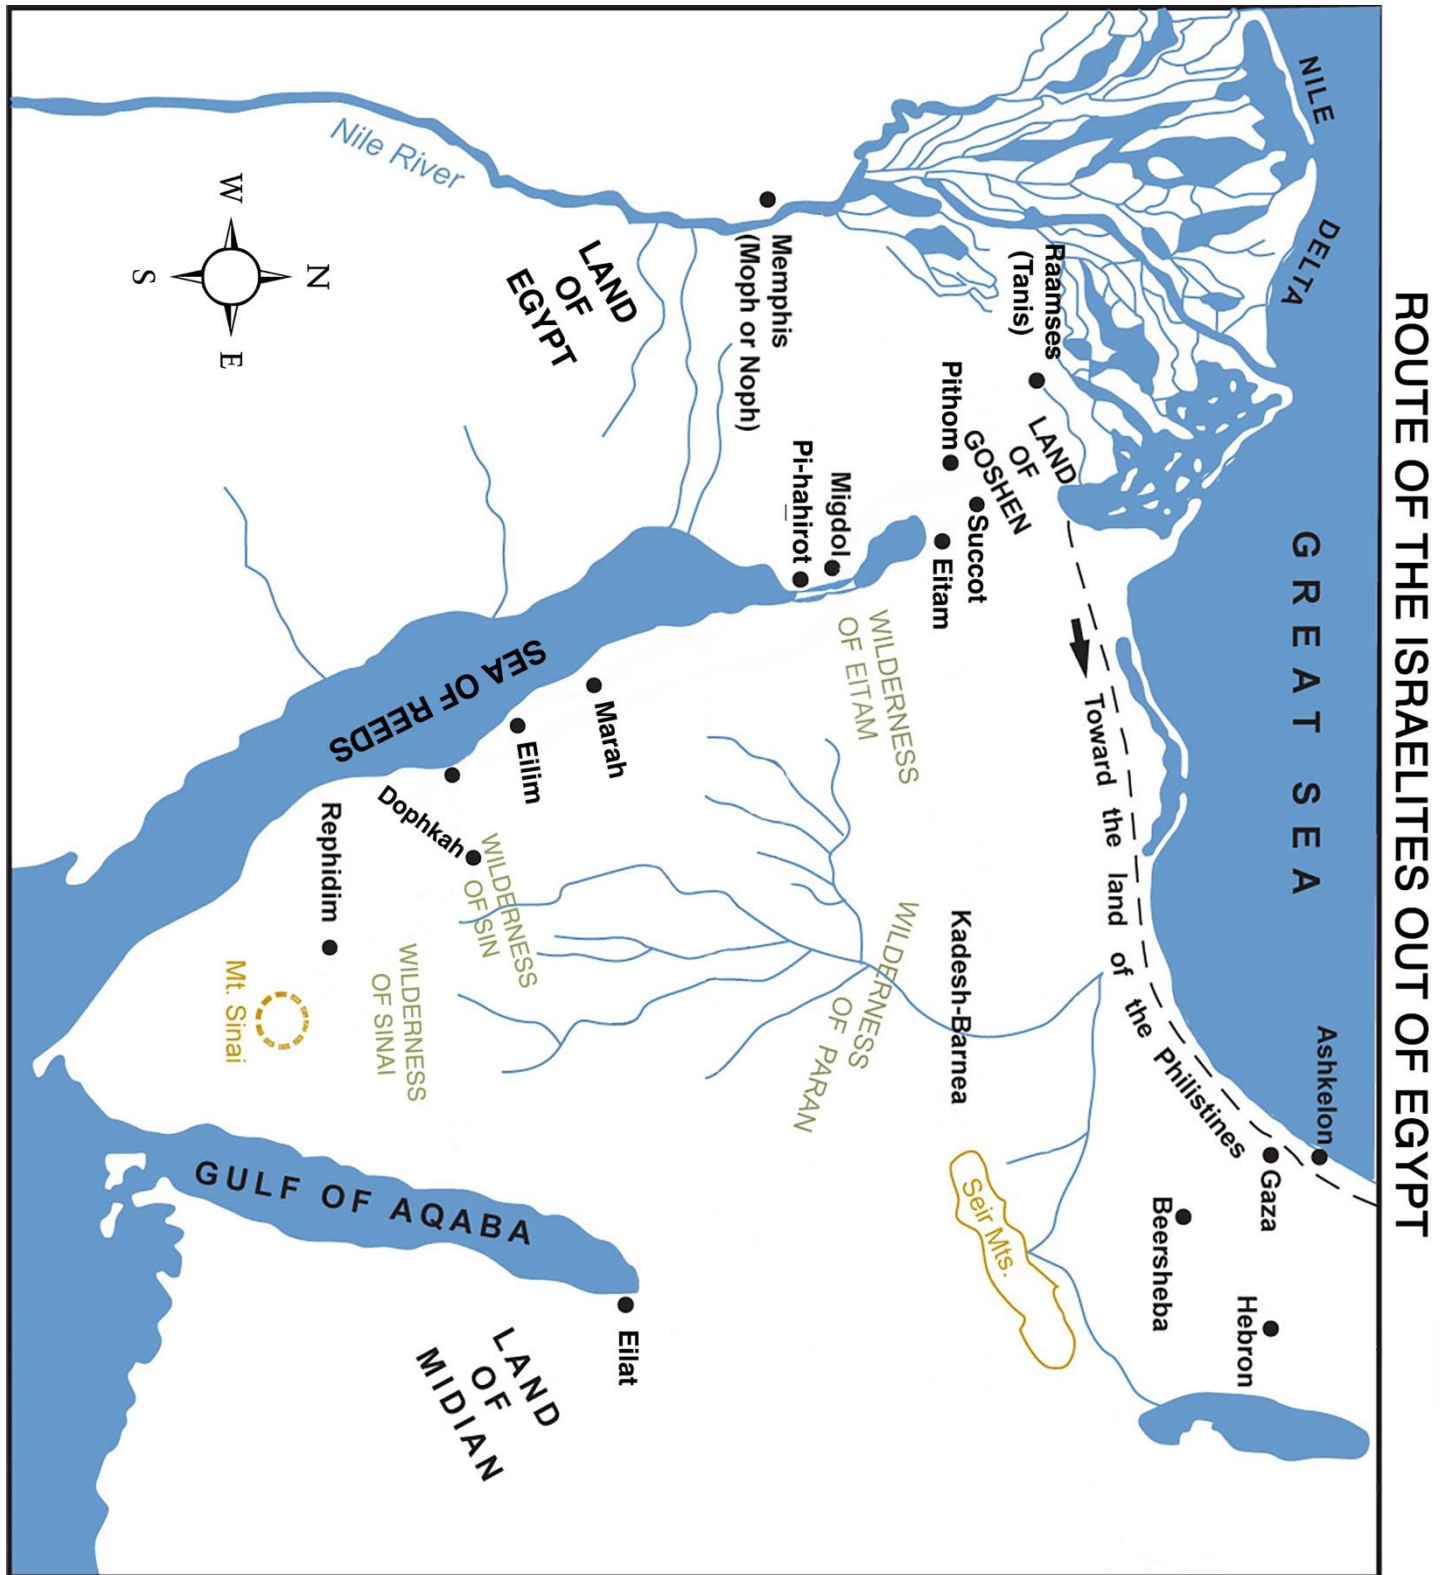 ROUTE OF THE ISRAELITES OUT OF EGYPT
NILE DELTA
GREAT SEA
Ashkelon
Gaza
Hebron
Beersheba
Toward the land of the Philistines
Raamses
(Tanis)
LAND
OF
GOSHEN
Pithom
Succot
Eitam
Kadesh-Barnea
Seir Mts.
WILDERNESS
OF EITAM
WILDERNESS
OF PARAN
Migdol
Pi-hahirot
Memphis
(Moph or Noph)
LAND
OF
EGYPT
Nile River
Marah
Eilim
SEA OF REEDS
Dophkah
WILDERNESS
OF SIN
Rephidim
WILDERNESS
OF SINAI
Mt. Sinai
Eilat
GULF OF AQABA
LAND
OF
MIDIAN
N
W
E
S